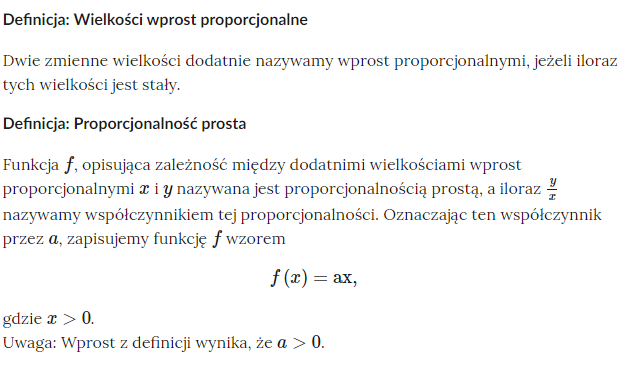 Definicja: Wielkości wprost proporcjonalne
Dwie zmienne wielkości dodatnie nazywamy wprost proporcjonalnymi, jeżeli iloraz
tych wielkości jest stały.
Definicja: Proporcjonalność prosta
Funkcja f, opisująca zależność między dodatnimi wielkościami wprost
proporcjonalnymi x i y nazywana jest proporcjonalnością prostą, a iloraz y/x
nazywamy współczynnikiem tej proporcjonalności. Oznaczając ten współczynnik
przez a, zapisujemy funkcję f wzorem
f (x) = ax,
gdzie x > 0.
Uwaga: Wprost z definicji wynika, że a > 0.